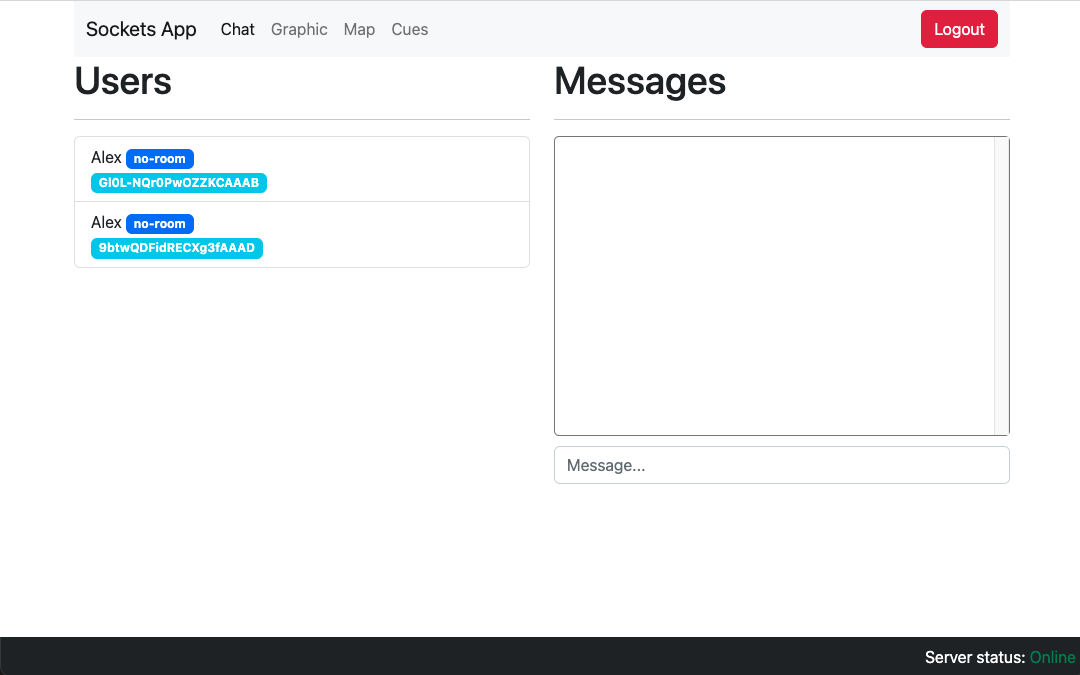 Sockets App Chat Graphic Map Cues Logout
Users
Alex no-room
Gl0L-NQr0PwOZZKCAAAB
Alex no-room
9btwQDFidRECXg3fAAAD
Messages
Message...
Server status: Online